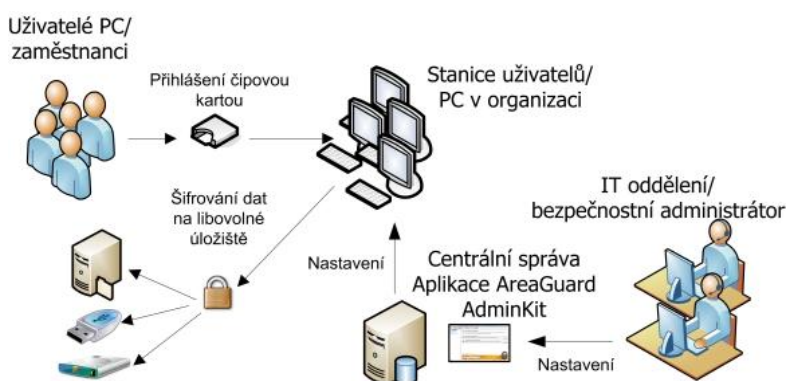 Uživatelé PC/
zaměstnanci
Přihlášení čipovou
kartou
Stanice uživatelů/
PC v organizaci
IT oddělení/
bezpečnostní administrátor
Šifrování dat
na libovolné
úložiště
Nastavení
Centrální správa
Aplikace AreaGuard
AdminKit
Nastavení